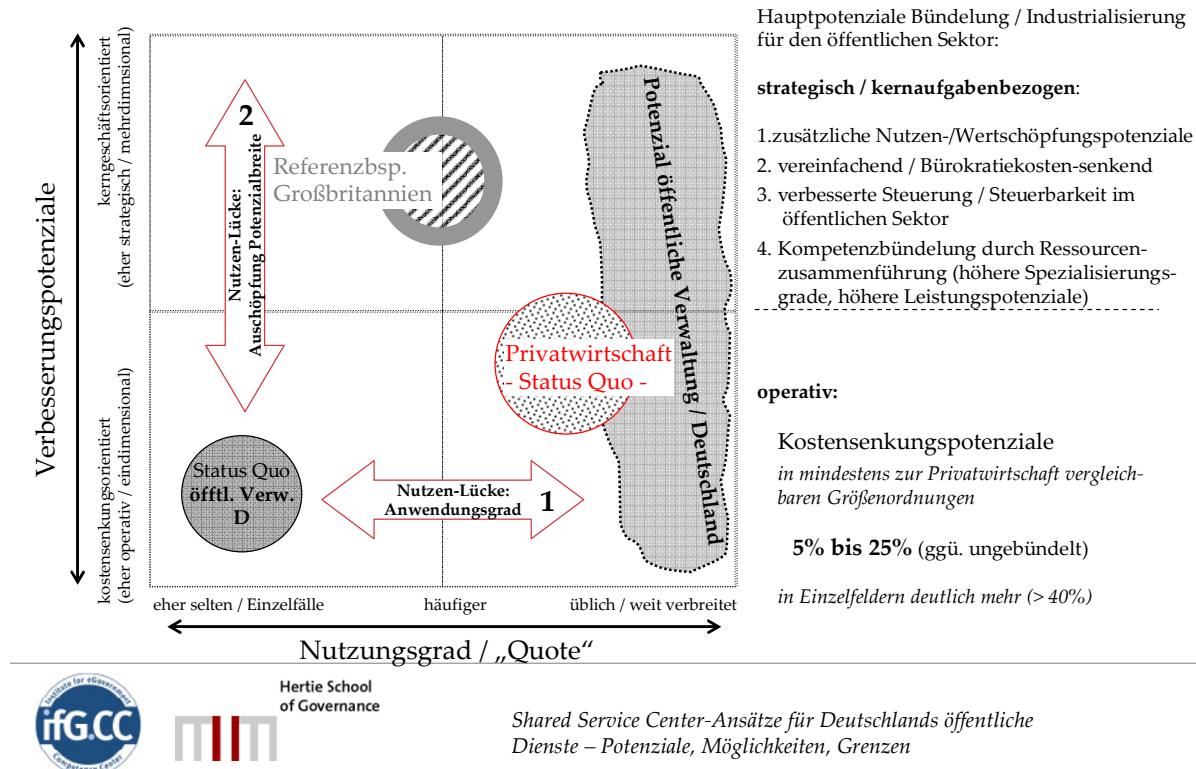 Verbesserungspotenziale
kerngeschäftsorientiert
(eher strategisch / mehrdimnsional)
kostensenkungsorientiert
(eher operativ / eindimensional)
2
Nutzen-Lücke:
Auschöpfung Potenzialbreite
Referenzbsp.
Großbritannien
Potenzial öffentliche Verwaltung / Deutschland
Privatwirtschaft
- Status Quo -
Status Quo
öfftl. Verw.
D
Nutzen-Lücke:
Anwendungsgrad
1
eher selten / Einzelfälle
häufiger
üblich / weit verbreitet
Nutzungsgrad / „Quote“
Hauptpotenziale Bündelung / Industrialisierung
für den öffentlichen Sektor:
strategisch / kernaufgabenbezogen:
1.zusätzliche Nutzen-/Wertschöpfungspotenziale
2. vereinfachend / Bürokratiekosten-senkend
3. verbesserte Steuerung / Steuerbarkeit im
öffentlichen Sektor
4. Kompetenzbündelung durch Ressourcen-
zusammenführung (höhere Spezialisierungs-
grade, höhere Leistungspotenziale)
operativ:
Kostensenkungspotenziale
in mindestens zur Privatwirtschaft vergleich-
baren Größenordnungen
5% bis 25% (ggü. ungebündelt)
in Einzelfeldern deutlich mehr (> 40%)
Institute for eGovernment
ifG.CC
Competence Center
Hertie School
of Governance
Shared Service Center-Ansätze für Deutschlands öffentliche
Dienste – Potenziale, Möglichkeiten, Grenzen